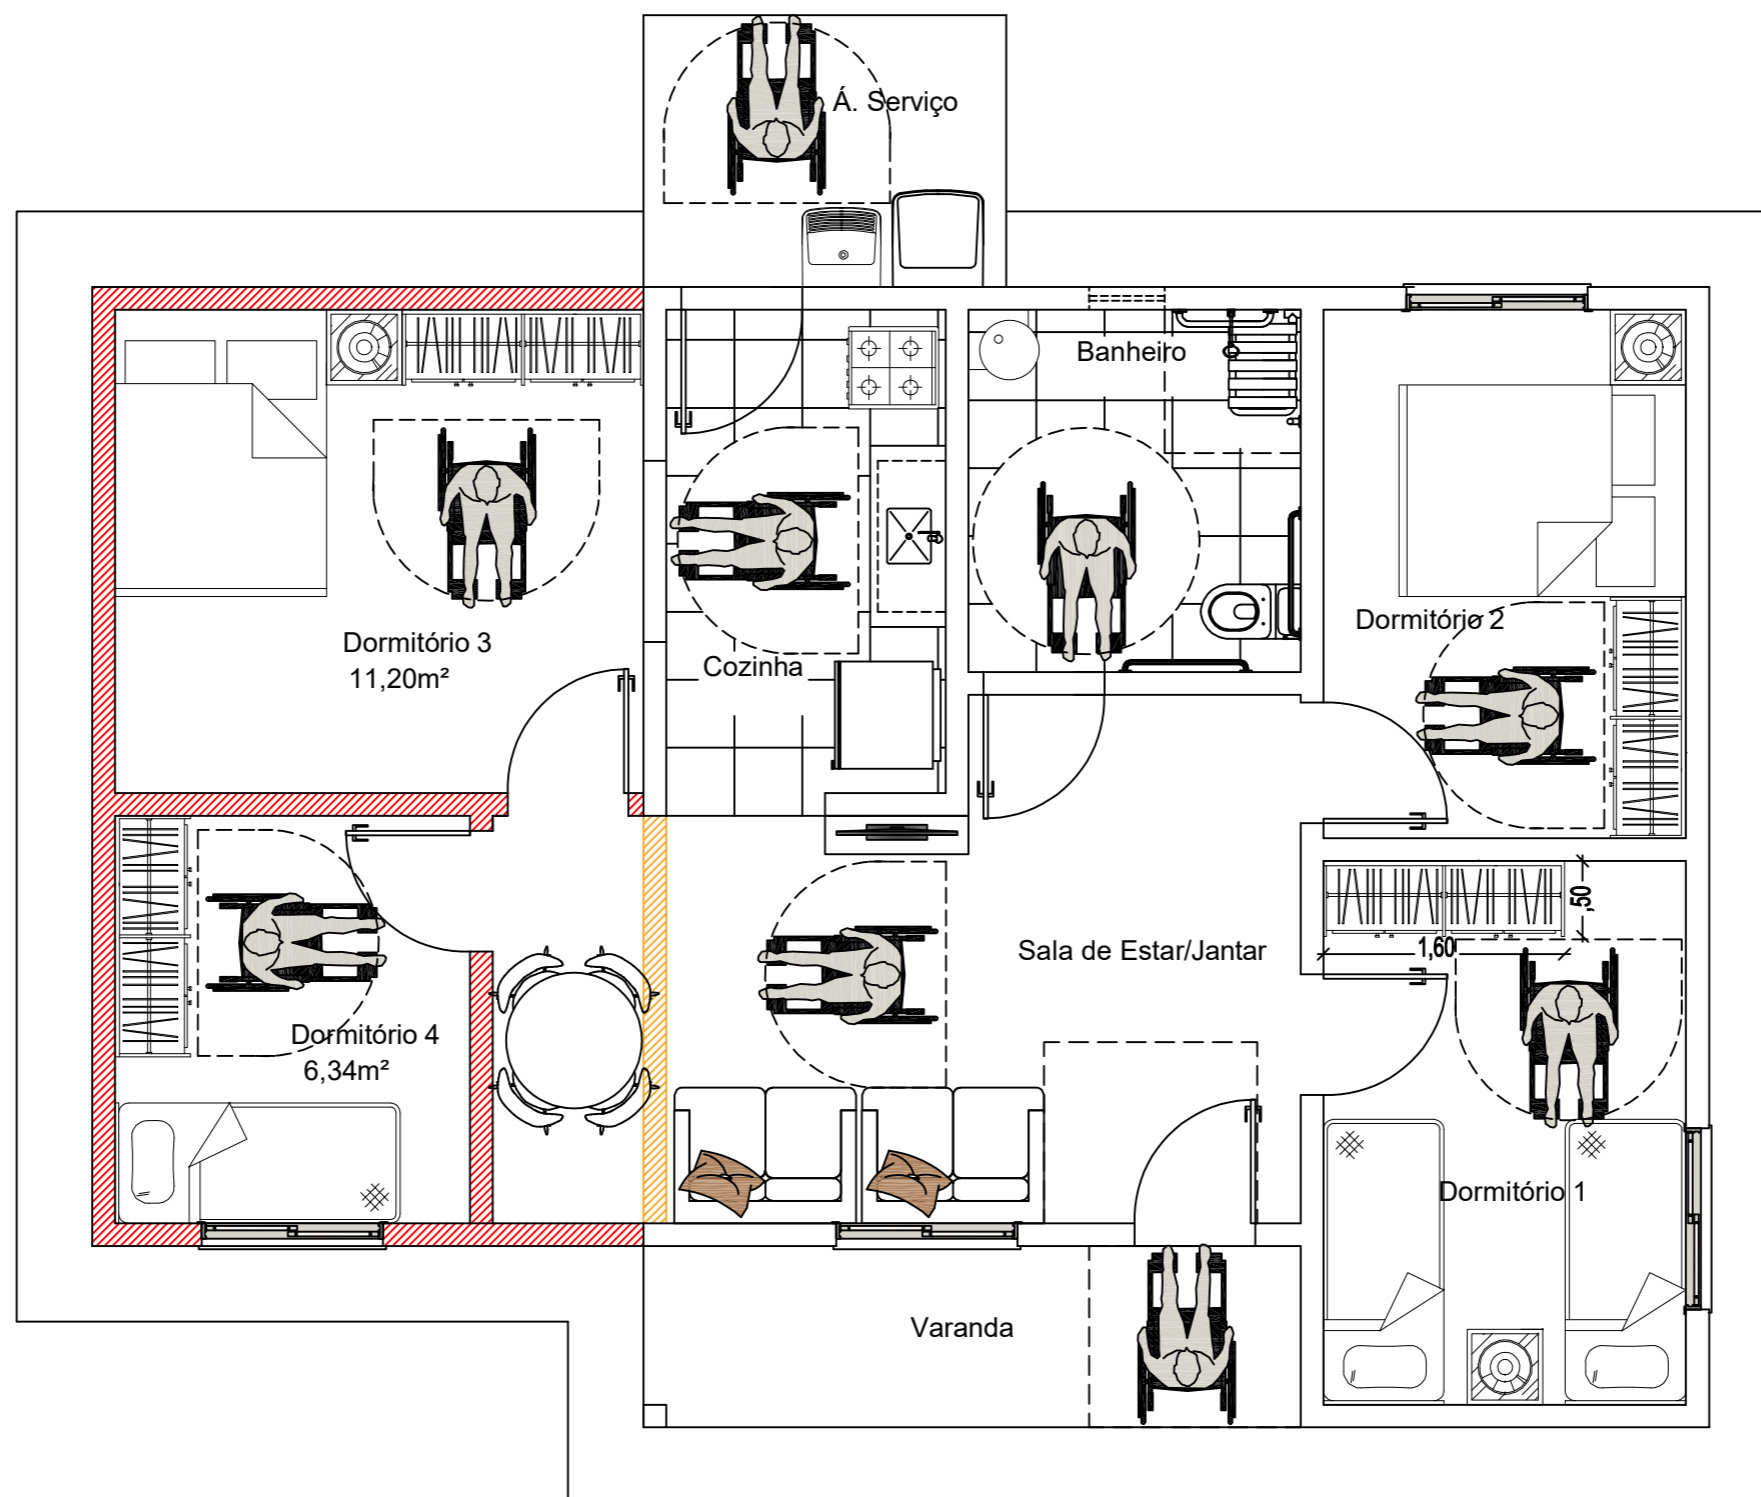 Á. Serviço
Banheiro
Dormitório 2
Dormitório 3
11,20m²
Cozinha
,50
1,60
Sala de Estar/Jantar
Dormitório 4
6,34m²
Dormitório 1
Varanda